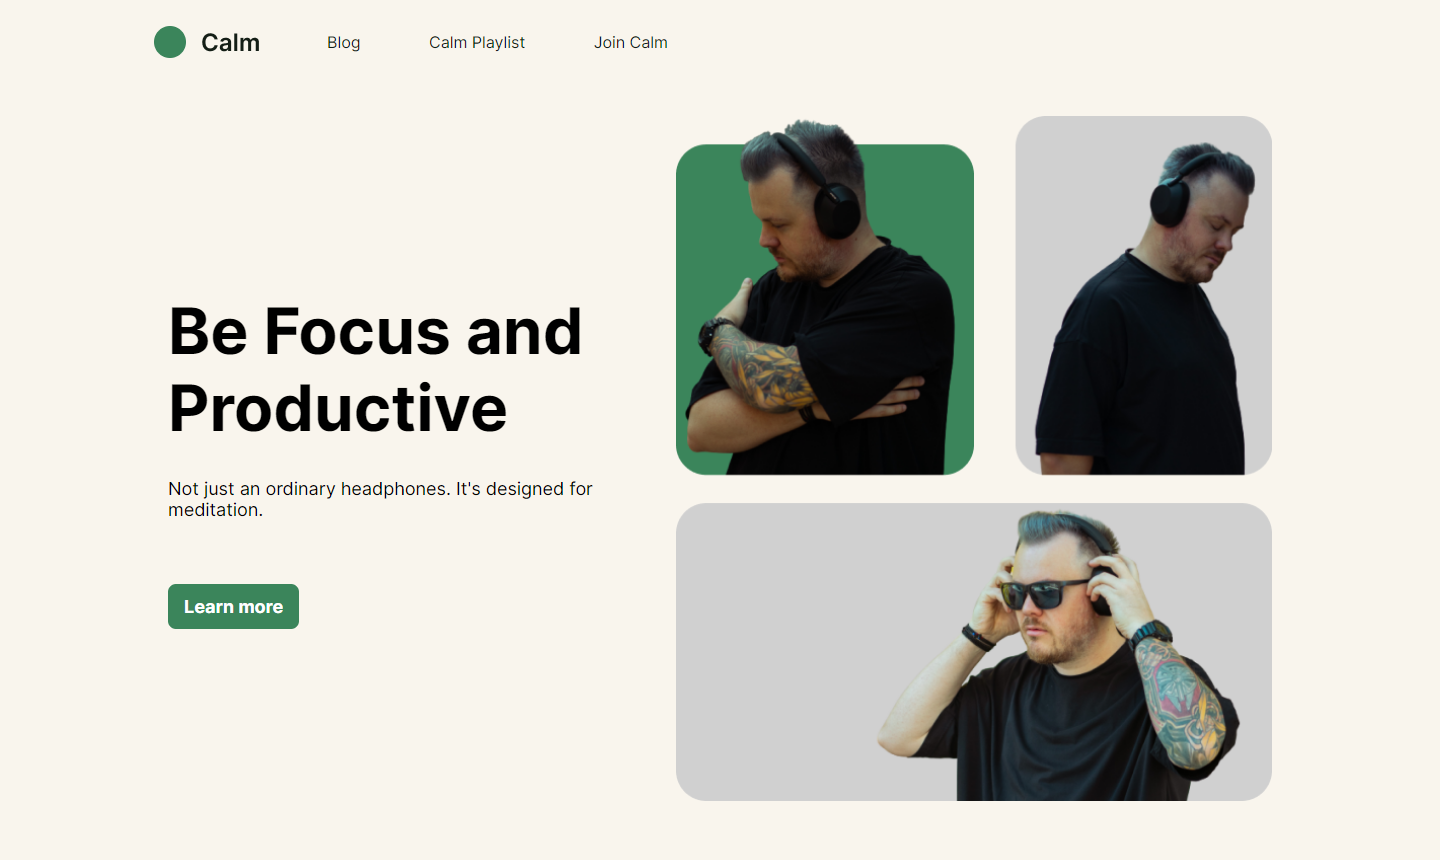 Calm
Blog
Calm Playlist
Join Calm
Be Focus and
Productive
Not just an ordinary headphones. It's designed for
meditation.
Learn more